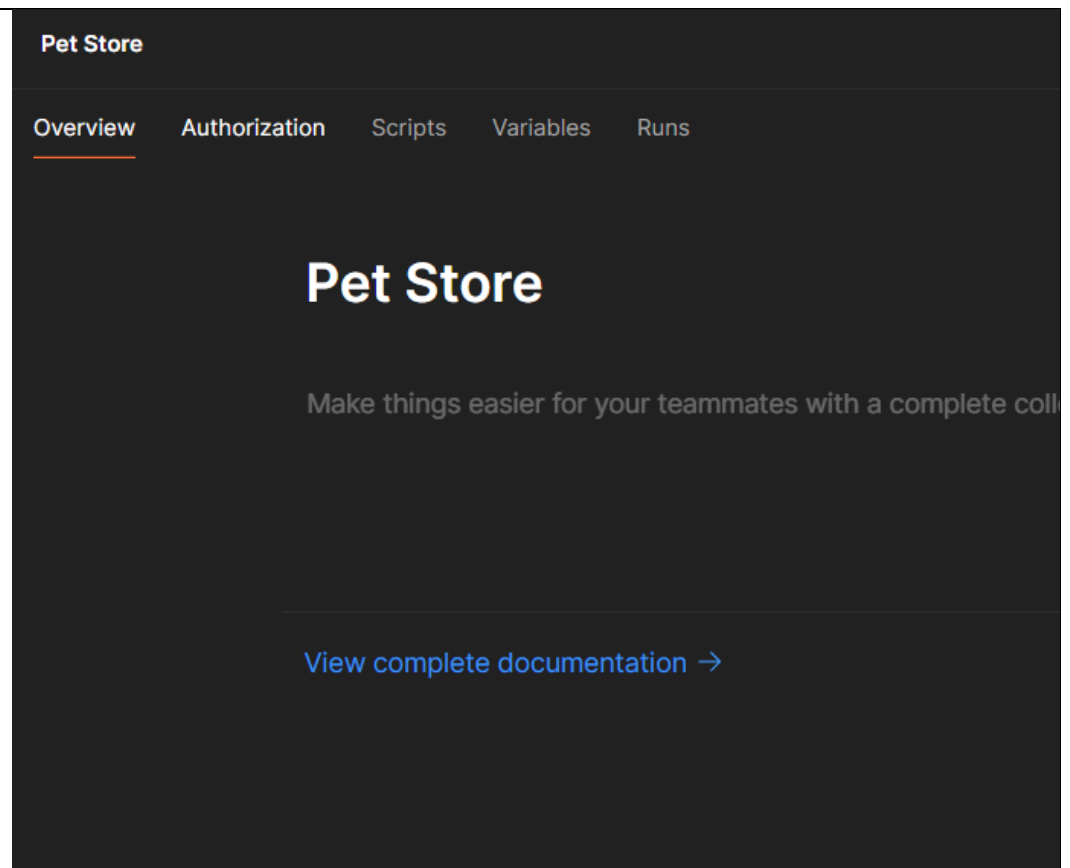 Pet Store
Overview Authorization Scripts Variables Runs
Pet Store
Make things easier for your teammates with a complete
View complete documentation →